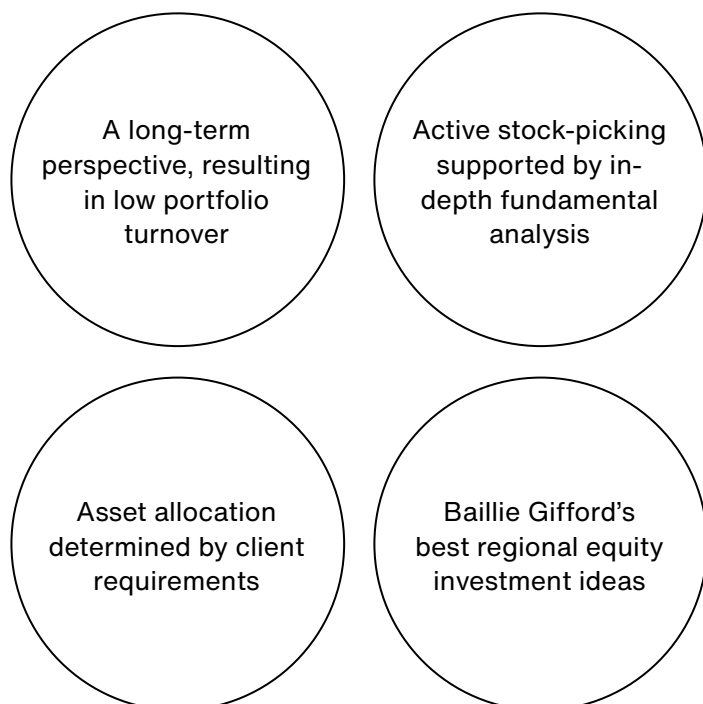 A long-term
perspective, resulting
in low portfolio
turnover
Active stock-picking
supported by in-
depth fundamental
analysis
Asset allocation
determined by client
requirements
Baillie Gifford’s
best regional equity
investment ideas